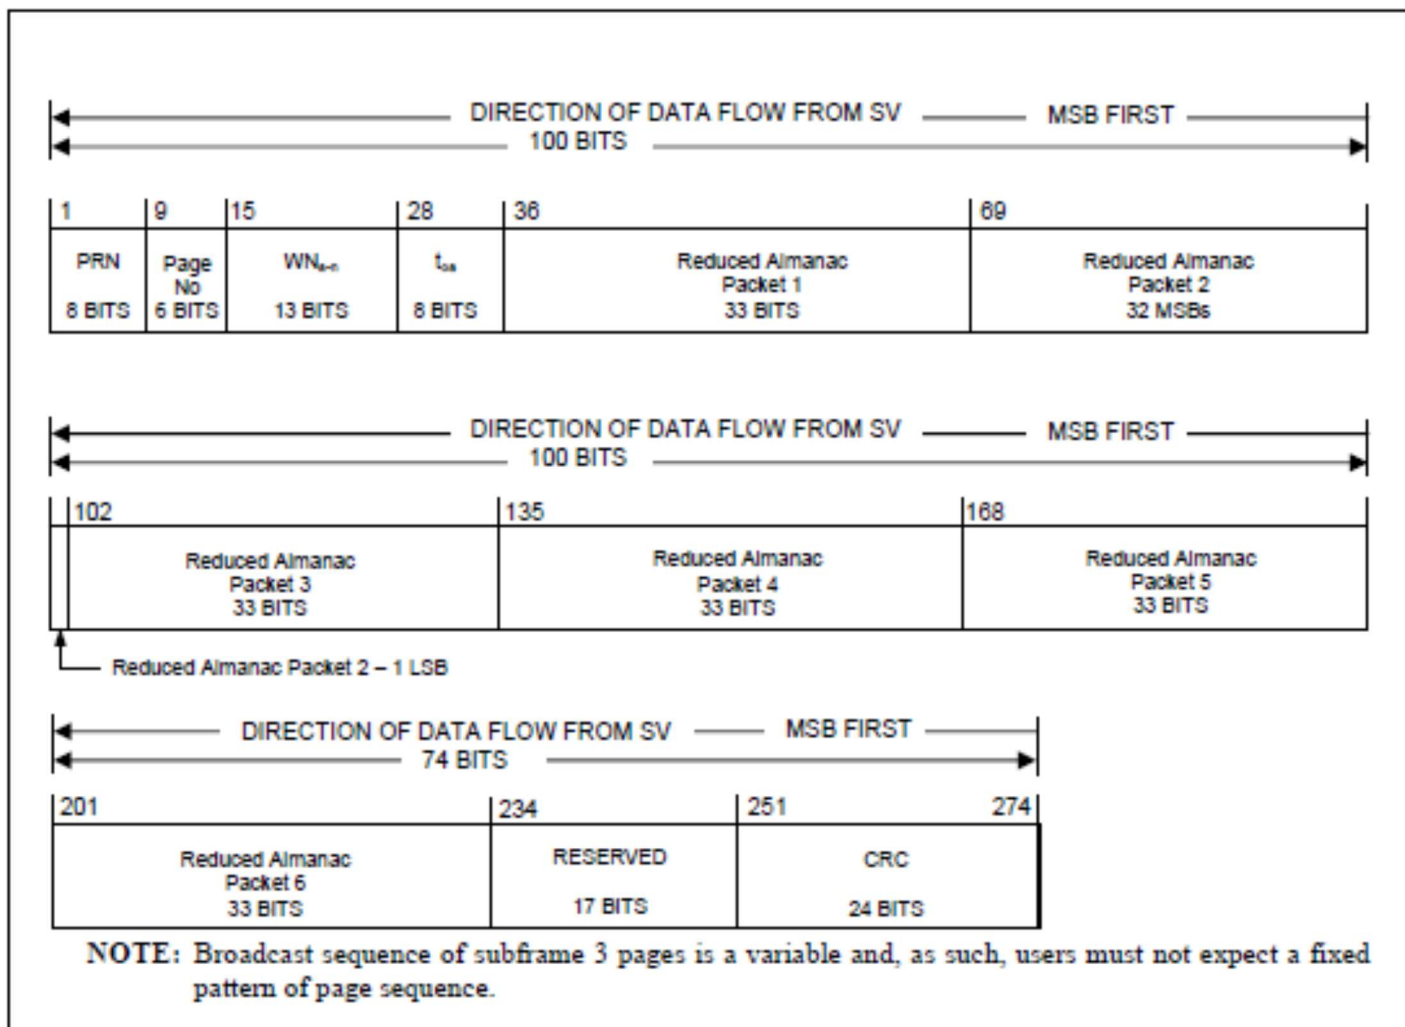 DIRECTION OF DATA FLOW FROM SV MSB FIRST
100 BITS
1 9 15 28 36 69
PRN Page No WNa-n toa Reduced Almanac Packet 1 Reduced Almanac Packet 2
8 BITS 6 BITS 13 BITS 8 BITS 33 BITS 32 MSBs
DIRECTION OF DATA FLOW FROM SV MSB FIRST
100 BITS
102 135 168
Reduced Almanac Reduced Almanac Reduced Almanac
Packet 3 Packet 4 Packet 5
33 BITS 33 BITS 33 BITS
Reduced Almanac Packet 2 – 1 LSB
DIRECTION OF DATA FLOW FROM SV MSB FIRST
74 BITS
201 234 251 274
Reduced Almanac Packet 6 RESERVED CRC
33 BITS 17 BITS 24 BITS
NOTE: Broadcast sequence of subframe 3 pages is a variable and, as such, users must not expect a fixed
pattern of page sequence.